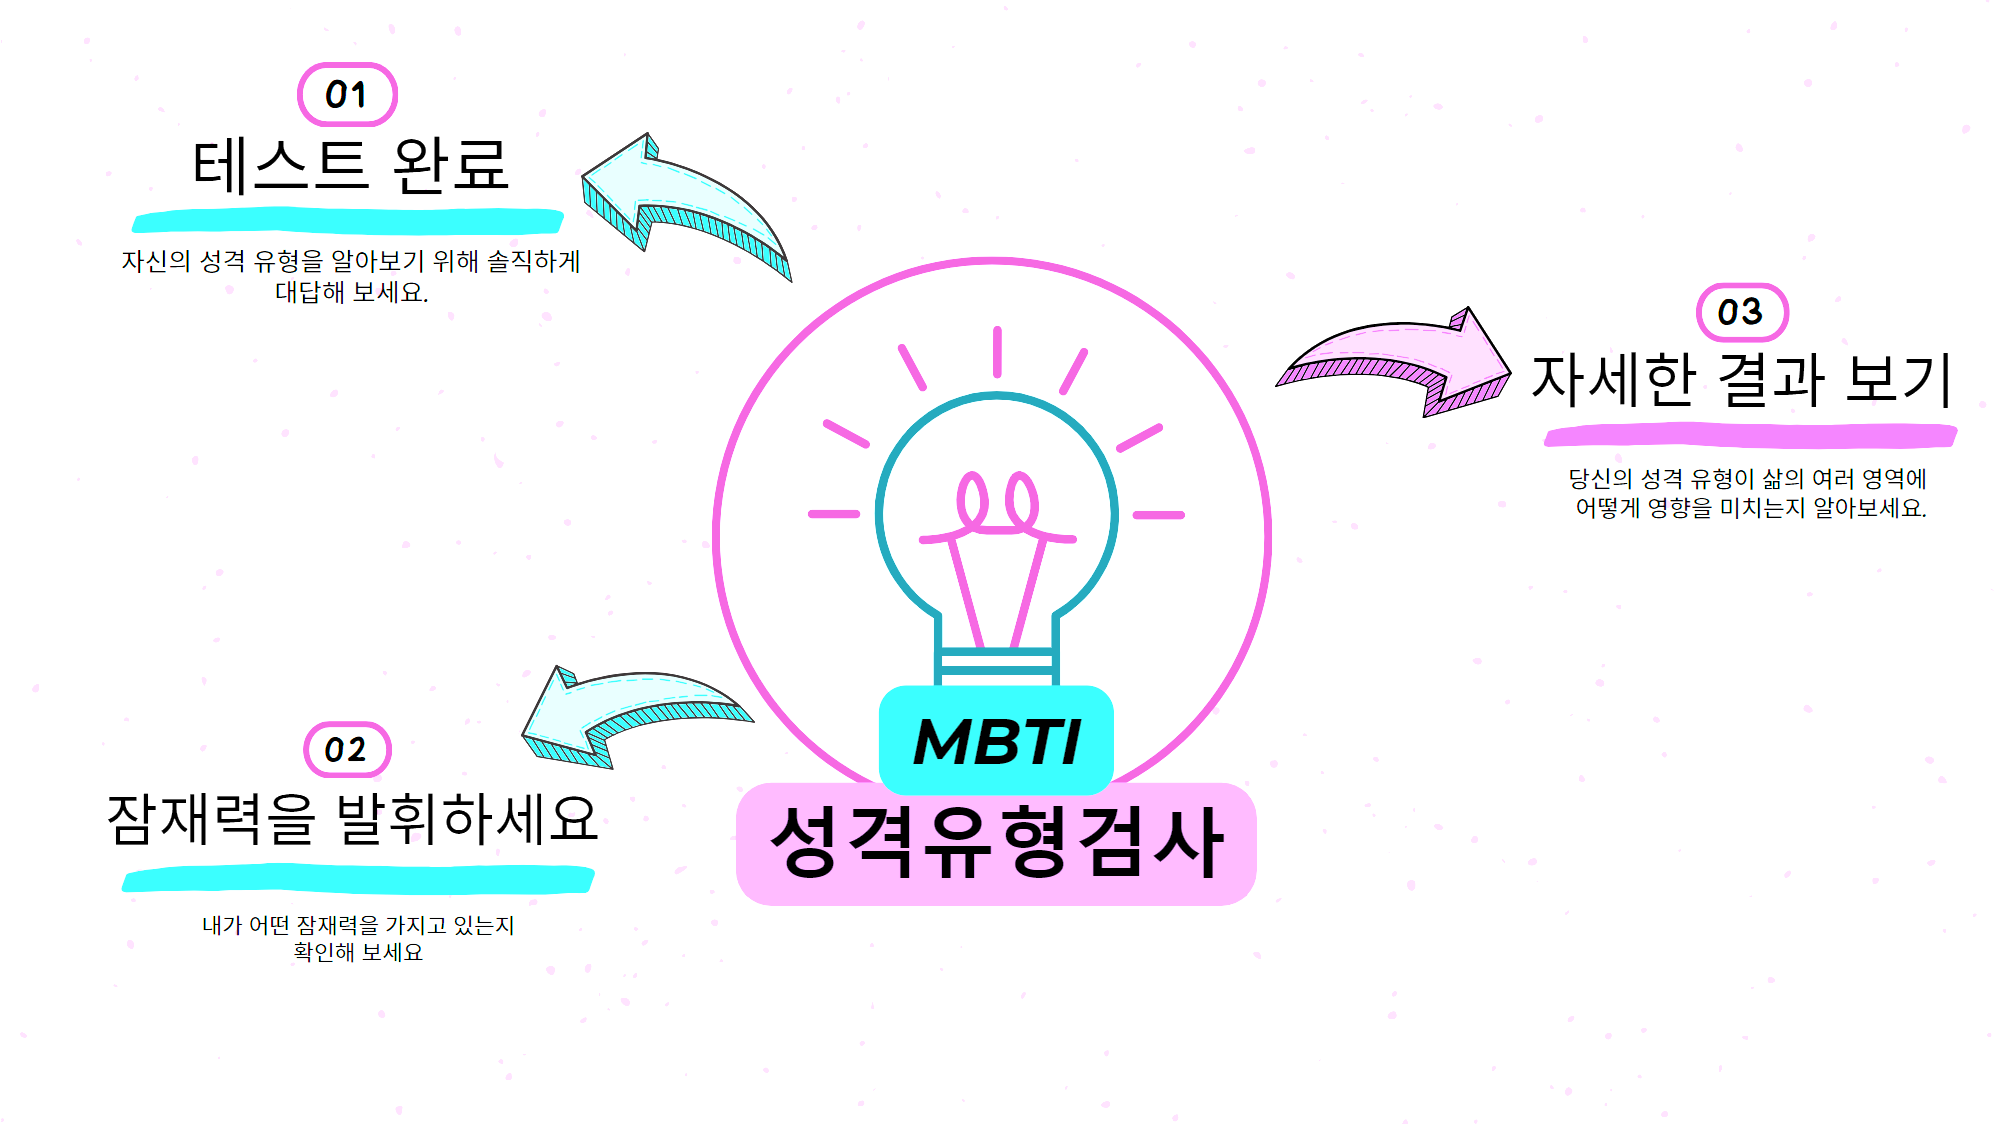 01
테스트 완료
자신의 성격 유형을 알아보기 위해 솔직하게
대답해 보세요.
02
잠재력을 발휘하세요
내가 어떤 잠재력을 가지고 있는지
확인해 보세요
03
자세한 결과 보기
당신의 성격 유형이 삶의 여러 영역에
어떻게 영향을 미치는지 알아보세요.
MBTI
성격유형검사